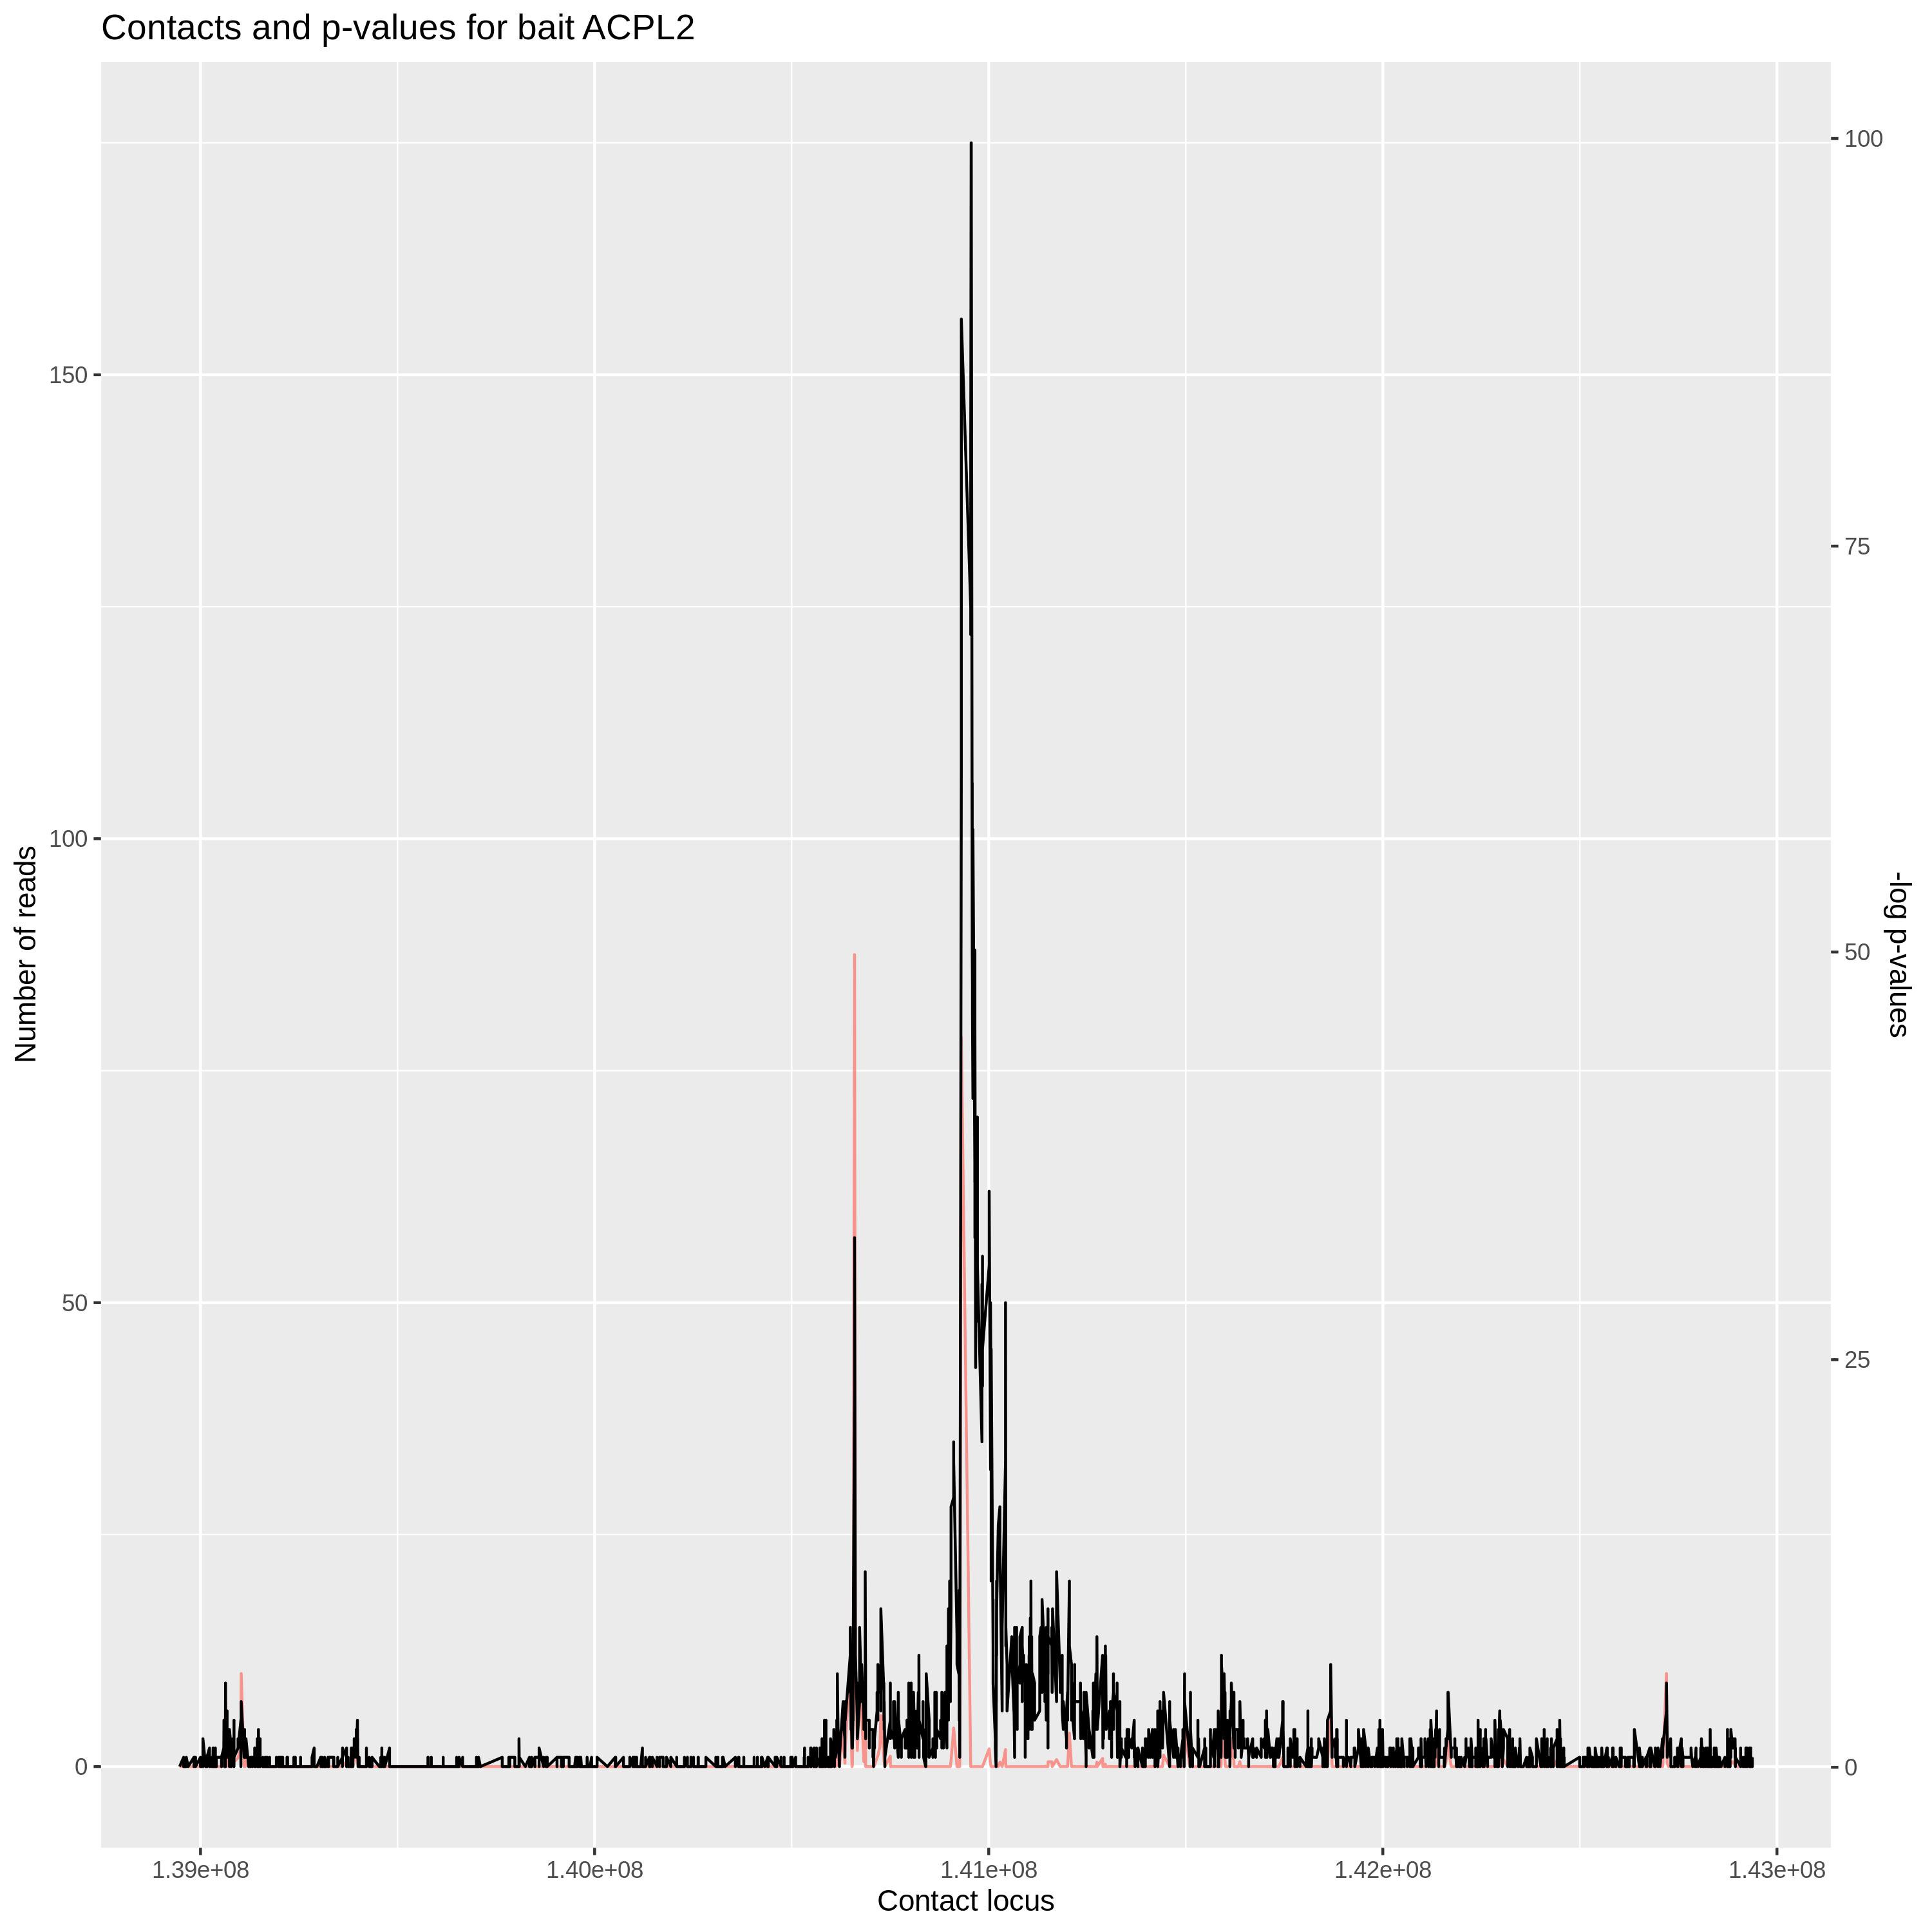 Contacts and p-values for bait ACPL2
Number of reads
150
100
50
0
100
75
50
25
0
-log p-values
1.39e+08
1.40e+08
1.41e+08
1.42e+08
1.43e+08
Contact locus